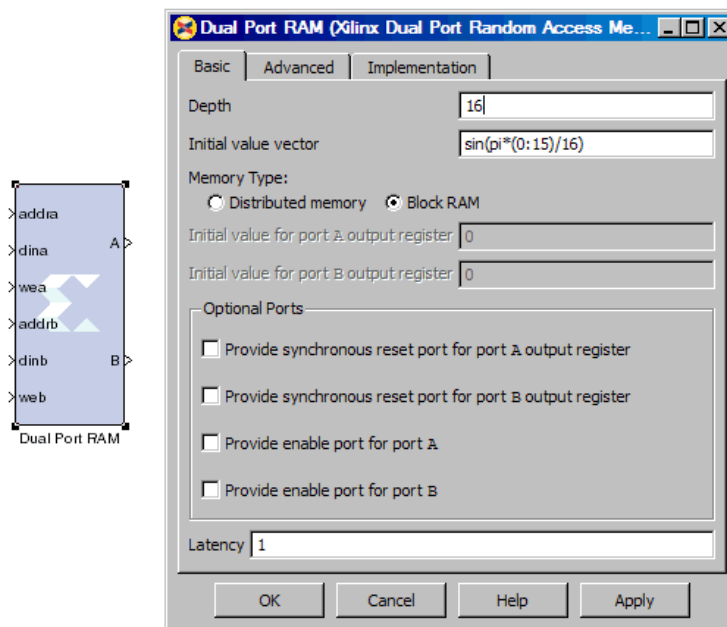 Dual Port RAM (Xilinx Dual Port Random Access Me...
Basic Advanced Implementation
Depth 16
Initial value vector sin(pi*(0:15)/16)
Memory Type:
Distributed memory Block RAM
Initial value for port A output register 0
Initial value for port B output register 0
Optional Ports
Provide synchronous reset port for port A output register
Provide synchronous reset port for port B output register
Provide enable port for port A
Provide enable port for port B
Latency 1
OK Cancel Help Apply
addra
dina
wea
addrb
dinb
web
A
B
Dual Port RAM